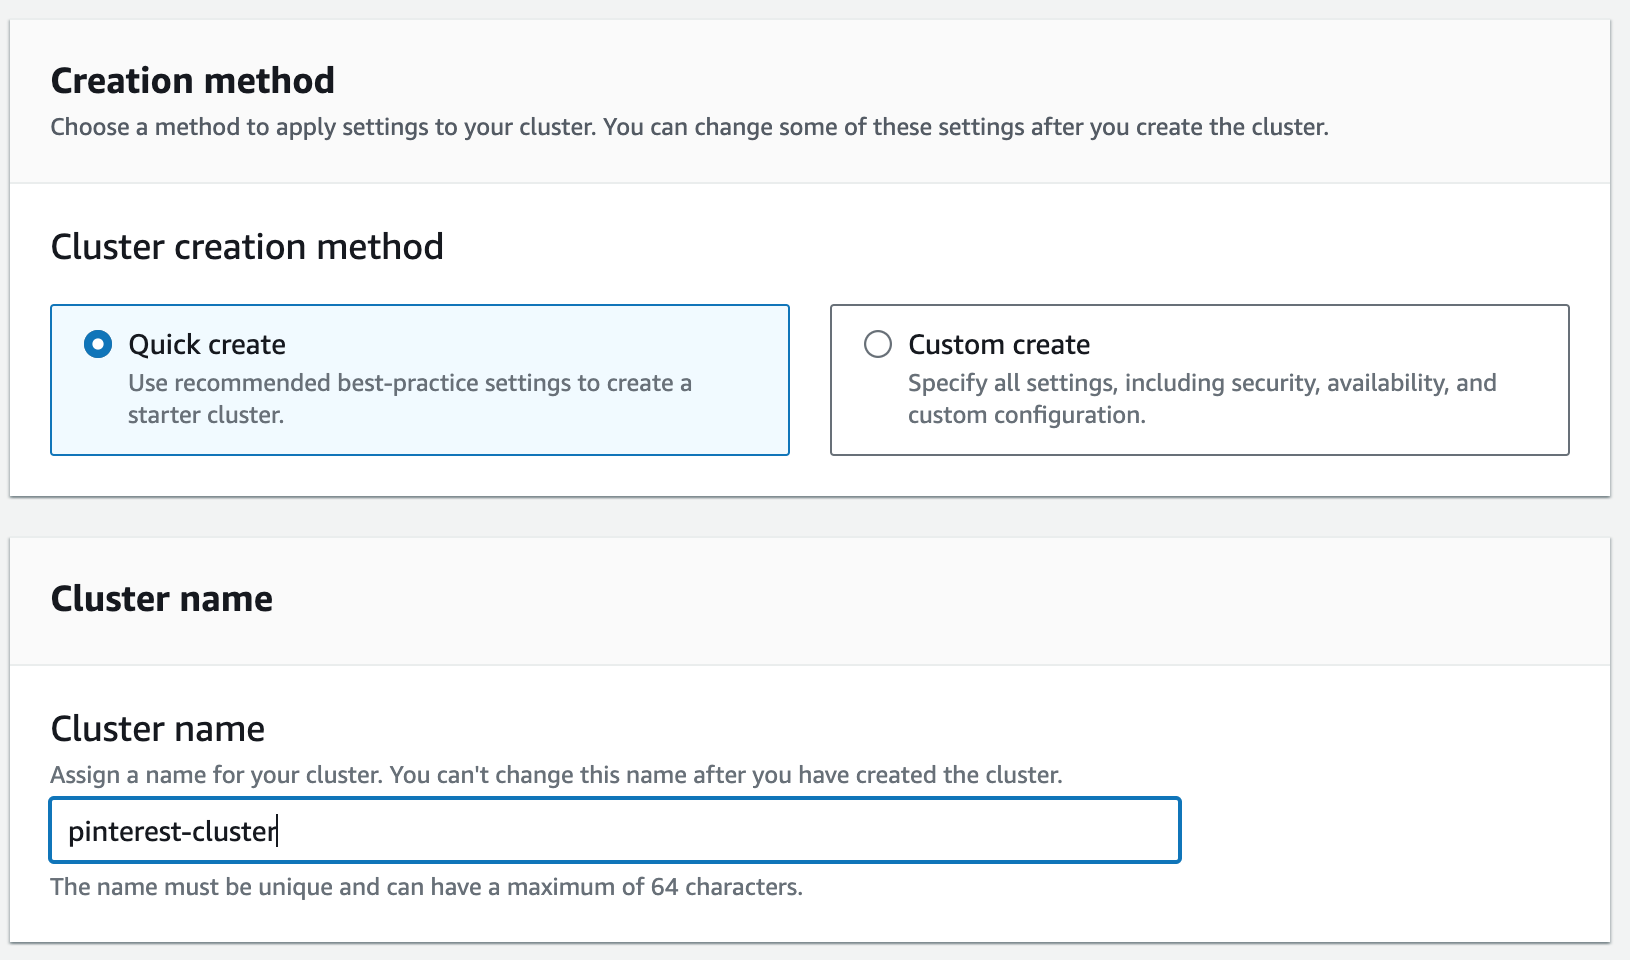 Creation method
Choose a method to apply settings to your cluster. You can change some of these settings after you create the cluster.
Cluster creation method
Quick create
Use recommended best-practice settings to create a
starter cluster.
Custom create
Specify all settings, including security, availability, and
custom configuration.
Cluster name
Cluster name
Assign a name for your cluster. You can't change this name after you have created the cluster.
pinterest-cluster
The name must be unique and can have a maximum of 64 characters.